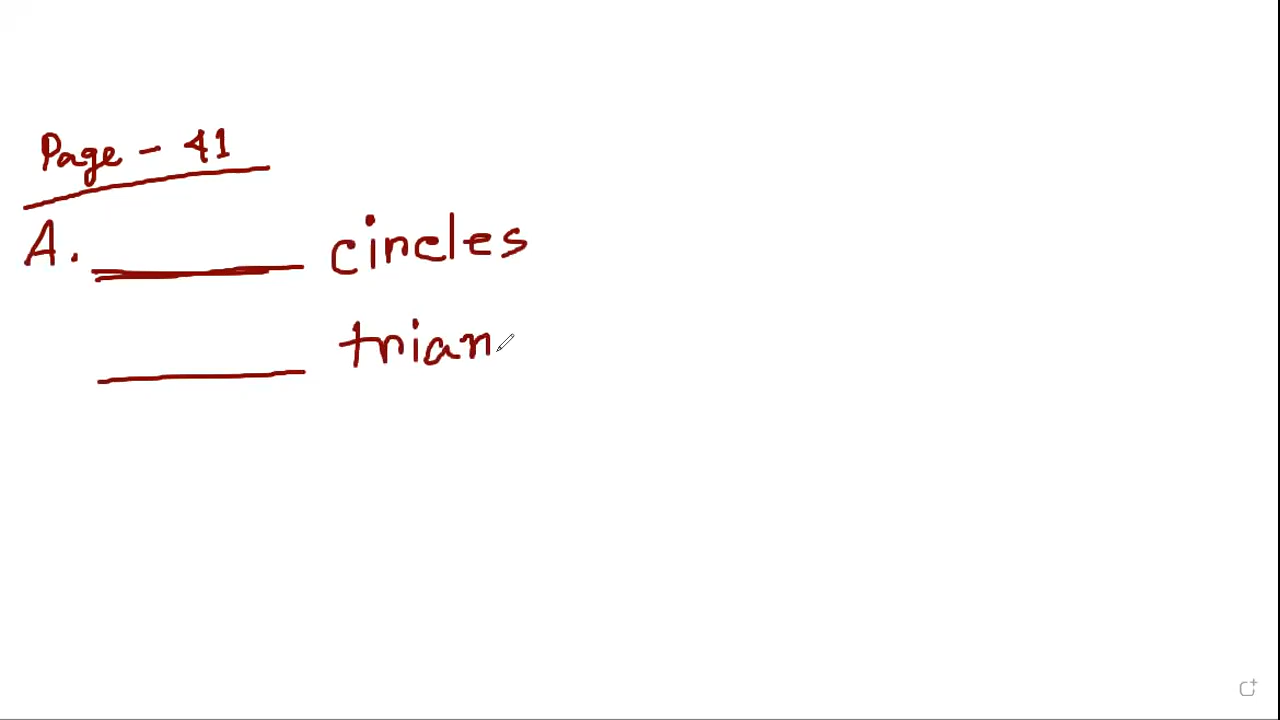 Page - 41
A. ______ circles
______ trian